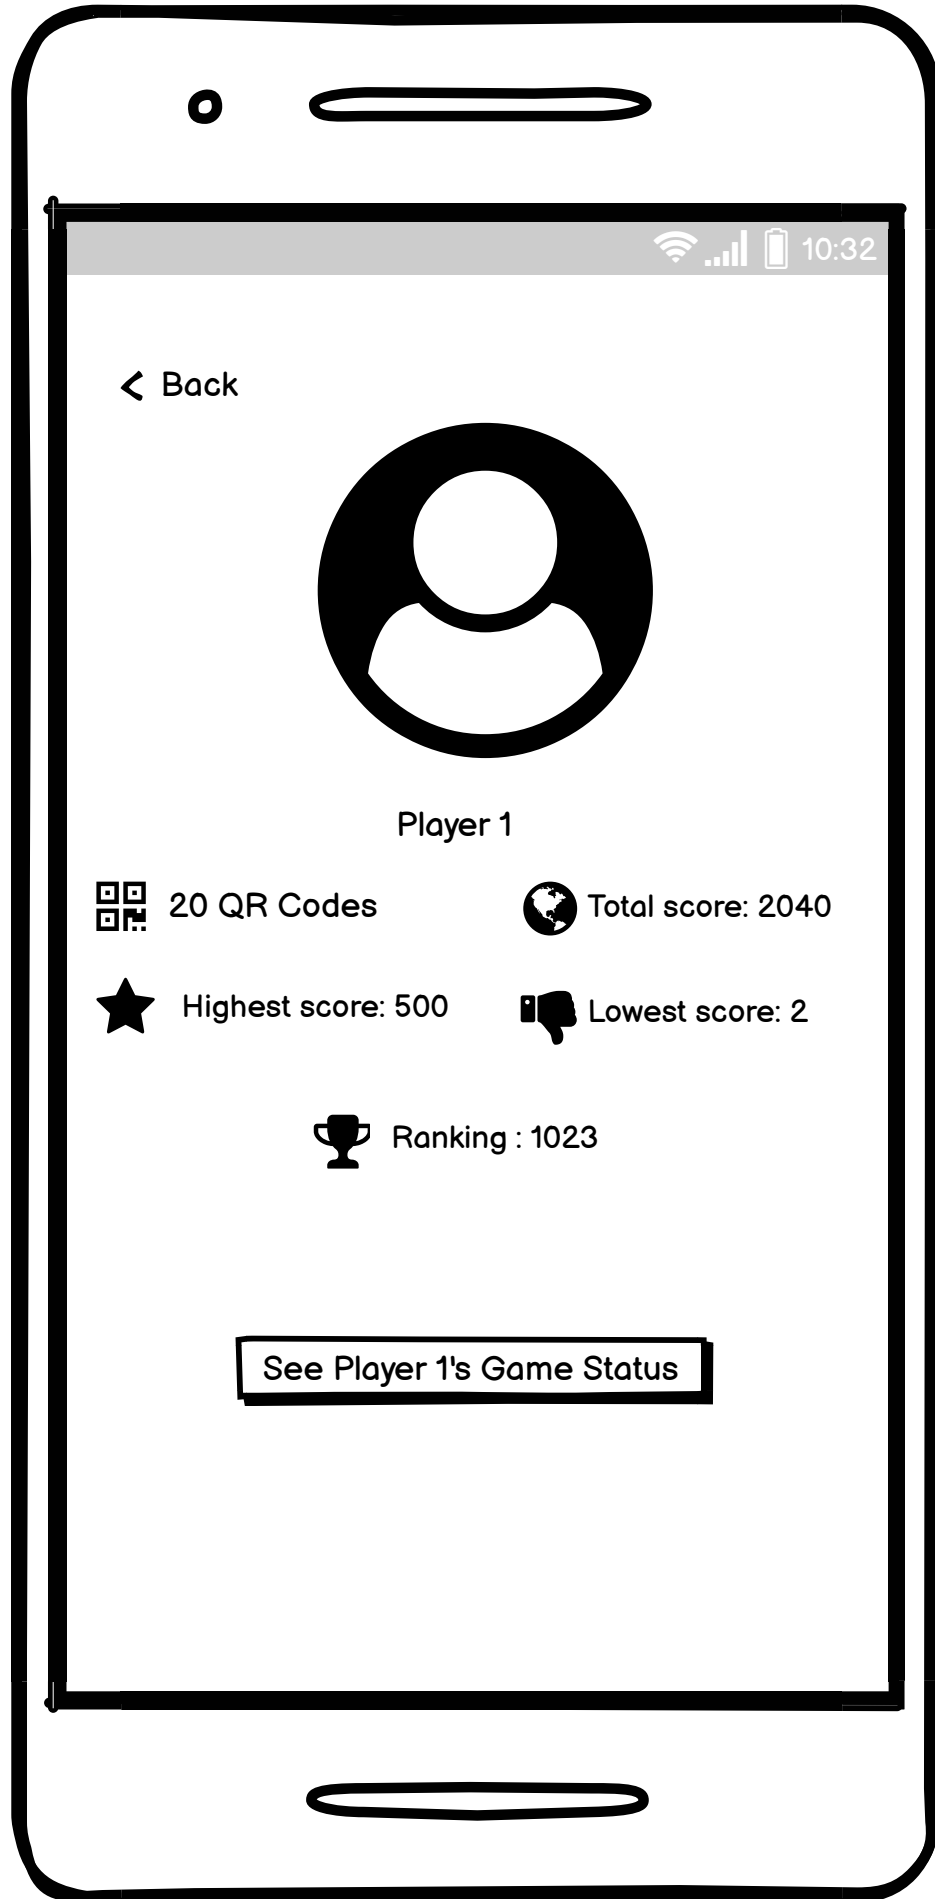 10:32
Back
Player 1
20 QR Codes
Total score: 2040
Highest score: 500
Lowest score: 2
Ranking : 1023
See Player 1's Game Status